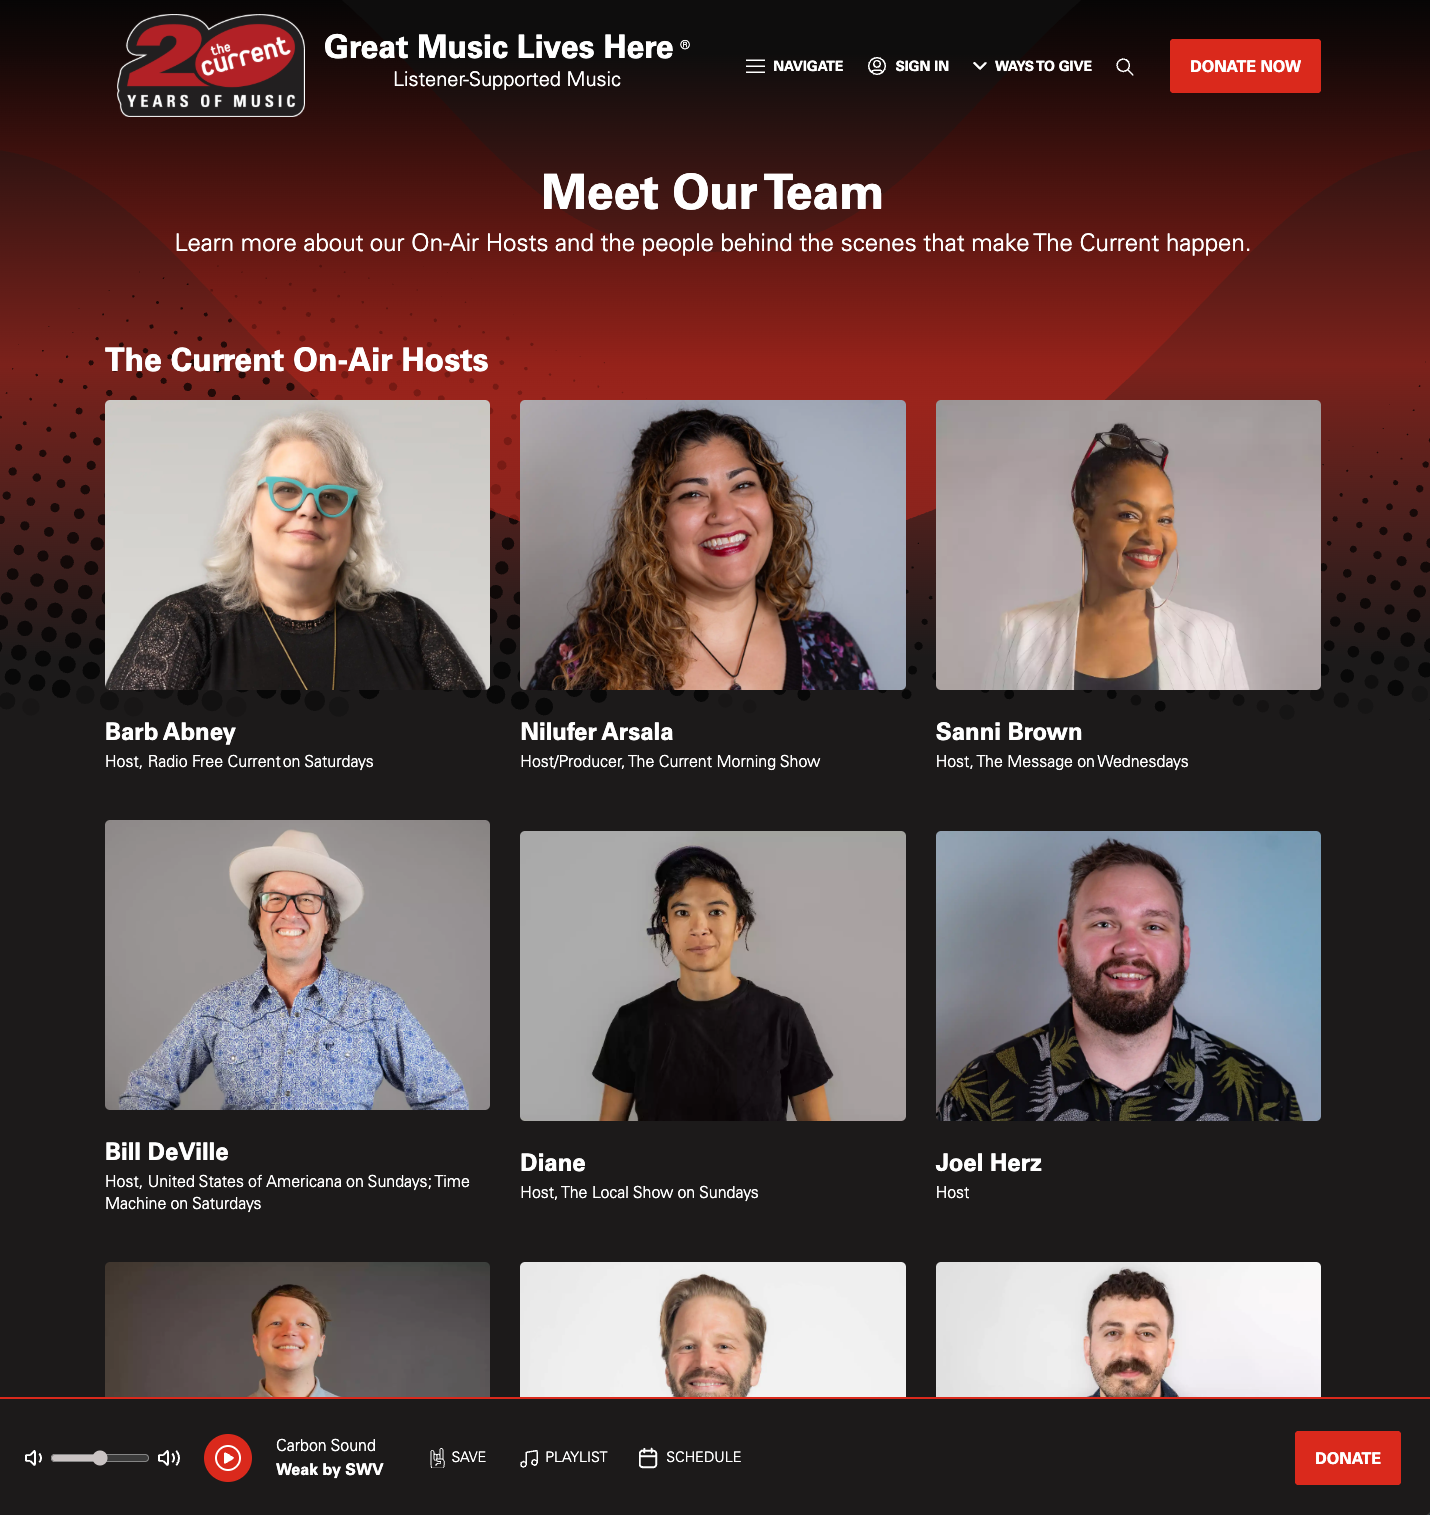 20
the
current
YEARS OF MUSIC
Great Music Lives Here ®
Listener-Supported Music
NAVIGATE
SIGN IN
WAYS TO GIVE
DONATE NOW
Meet Our Team
Learn more about our On-Air Hosts and the people behind the scenes that make The Current happen.
The Current On-Air Hosts
Barb Abney
Host, Radio Free Current on Saturdays
Nilufer Arsala
Host/Producer, The Current Morning Show
Sanni Brown
Host, The Message on Wednesdays
Bill DeVille
Host, United States of Americana on Sundays; Time
Machine on Saturdays
Diane
Host, The Local Show on Sundays
Joel Herz
Host
Carbon Sound
Weak by SWV
SAVE
PLAYLIST
SCHEDULE
DONATE